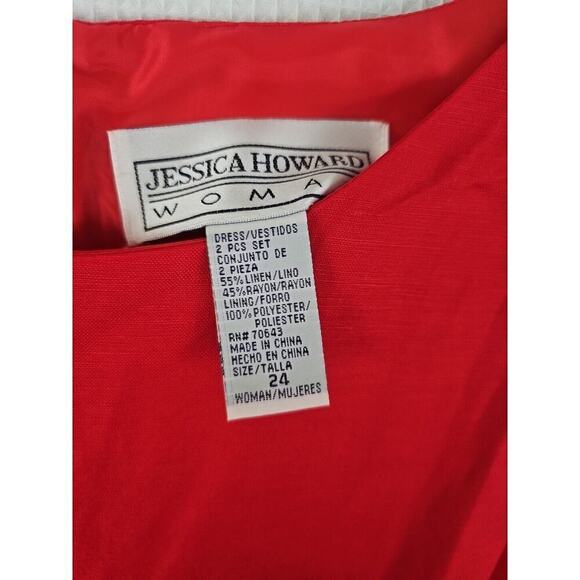 JESSICA HOWARD
WOMA
DRESS/VESTIDOS
2 PCS SET
CONJUNTO DE
2 PIEZA
55% LINEN/LINO
45% RAYON/RAYON
LINING/FORRO
100% POLYESTER/
POLIESTER
RN# 70643
MADE IN CHINA
HECHO EN CHINA
SIZE/TALLA
24
WOMAN/MUJERES